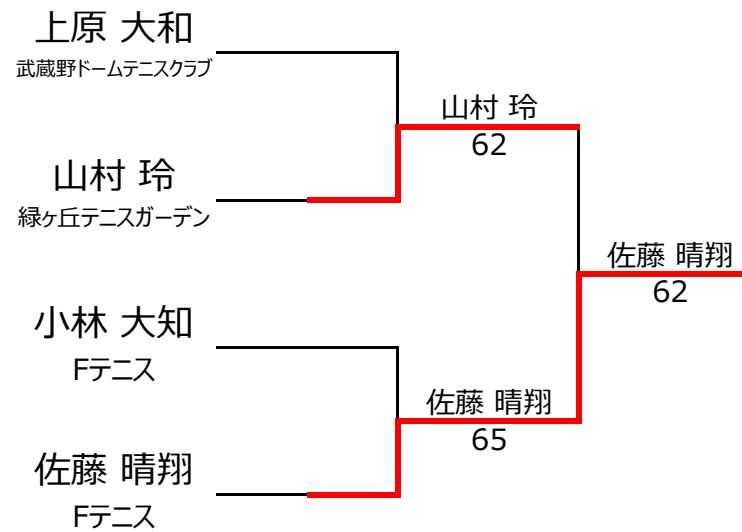 上原 大和
武蔵野ドームテニスクラブ
山村 玲
62
山村 玲
緑ヶ丘テニスガーデン
佐藤 晴翔
62
小林 大知
Fテニス
佐藤 晴翔
65
佐藤 晴翔
Fテニス